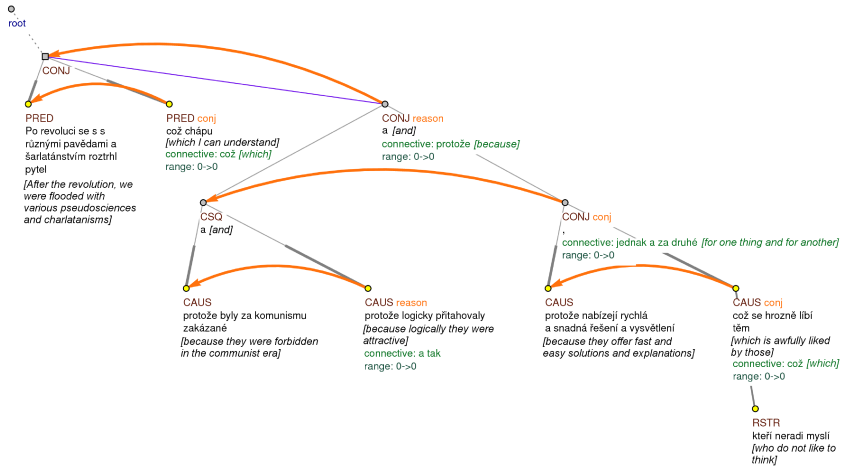 root
CONJ
PRED
Po revoluci se s s
různými pavědami a
šarlatánstvím roztrhl
pytel
[After the revolution, we
were flooded with
various pseudosciences
and charlatanisms]
PRED conj
což chápu
[which I can understand]
connective: což [which]
range: 0->0
CONJ reason
a [and]
connective: protože [because]
range: 0->0
CSQ
a [and]
CONJ conj
,
connective: jednak a za druhé [for one thing and for another]
range: 0->0
CAUS
protože byly za komunismu
zakázané
[because they were forbidden
in the communist era]
CAUS reason
protože logicky přitahovaly
[because logically they were
attractive]
connective: a tak
range: 0->0
CAUS
protože nabízejí rychlá
a snadná řešení a vysvětlení
[because they offer fast and
easy solutions and explanations]
CAUS conj
což se hrozně líbí
těm
[which is awfully liked
by those]
connective: což [which]
range: 0->0
RSTR
kteří neradi myslí
[who do not like to
think]